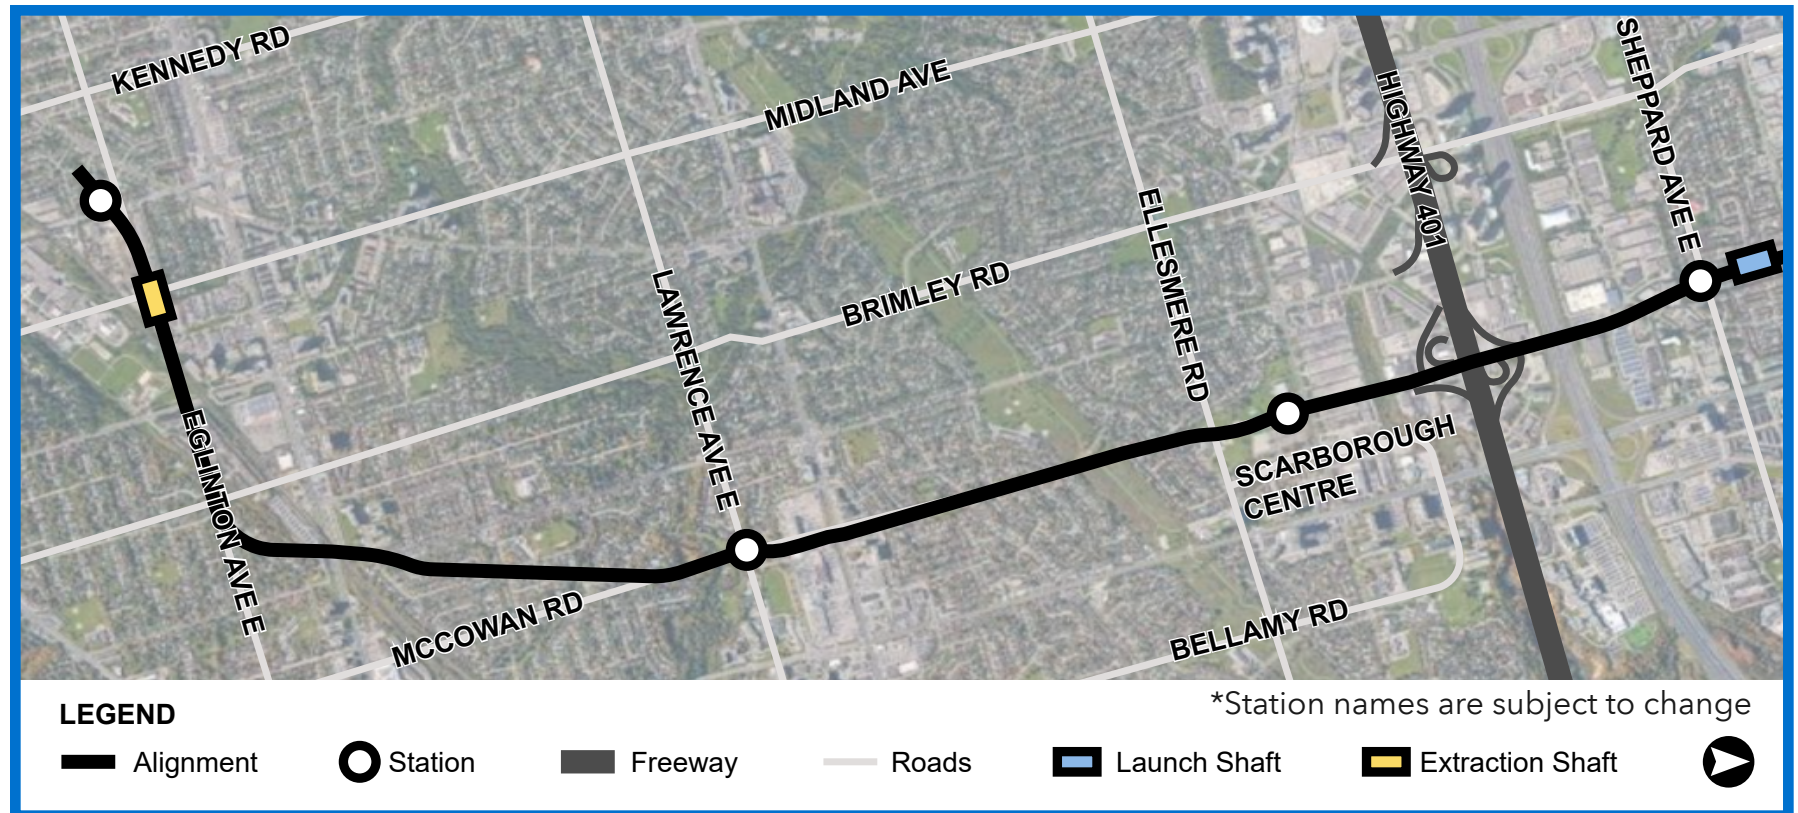 KENNEDY RD
MIDLAND AVE
HIGHWAY 401
SHEPPARD AVE E
BRIMLEY RD
ELLESMERE RD
LAWRENCE AVE E
EGLINTON AVE E
SCARBOROUGH
CENTRE
MCCOWAN RD
BELLAMY RD
*Station names are subject to change
LEGEND
Alignment
Station
Freeway
Roads
Launch Shaft
Extraction Shaft